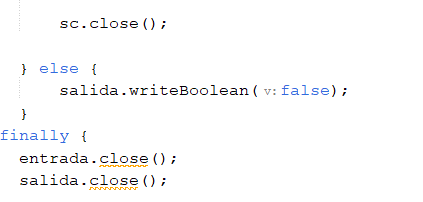 sc.close();
} else {
salida.writeBoolean( v: false);
}
finally {
entrada.close();
salida.close();